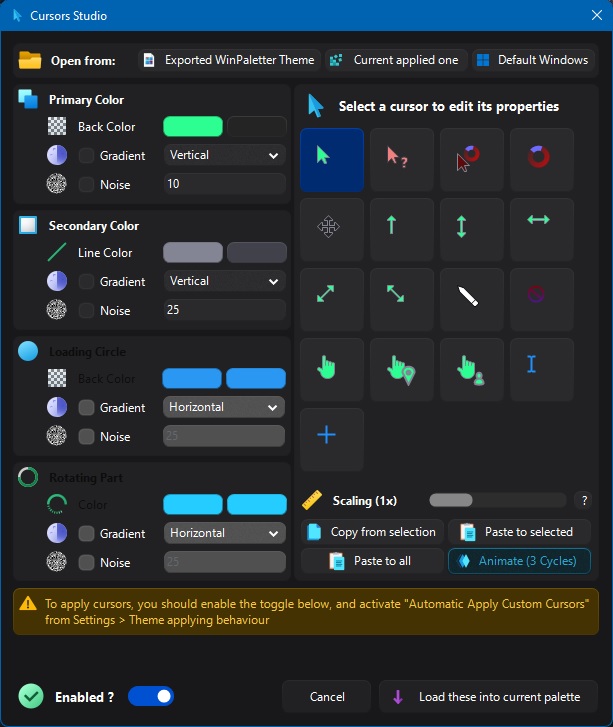 Cursors Studio
Open from:
Exported WinPaletter Theme
Current applied one
Default Windows
Primary Color
Back Color
Gradient
Vertical
Noise
10
Secondary Color
Line Color
Gradient
Vertical
Noise
25
Loading Circle
Back Color
Gradient
Horizontal
Noise
25
Rotating Part
Color
Gradient
Horizontal
Noise
25
Select a cursor to edit its properties
?
Scaling (1x)
?
Copy from selection
Paste to selected
Paste to all
Animate (3 Cycles)
To apply cursors, you should enable the toggle below, and activate "Automatic Apply Custom Cursors"
from Settings > Theme applying behaviour
Enabled ?
Cancel
Load these into current palette